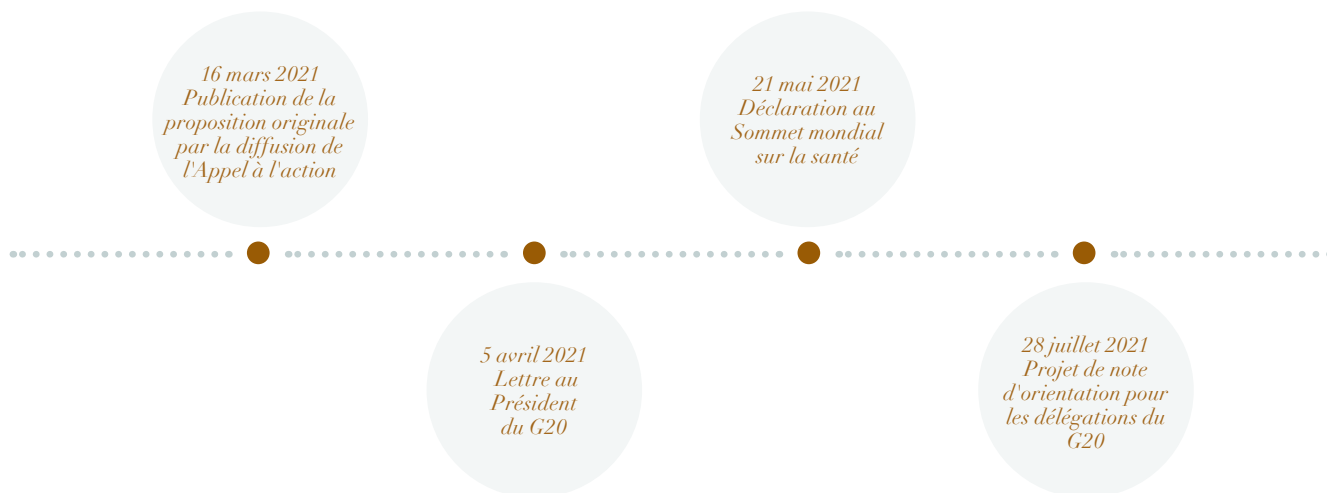 16 mars 2021
Publication de la
proposition originale
par la diffusion de
l'Appel à l'action
5 avril 2021
Lettre au
Président
du G20
21 mai 2021
Déclaration au
Sommet mondial
sur la santé
28 juillet 2021
Projet de note
d'orientation pour
les délégations du
G20